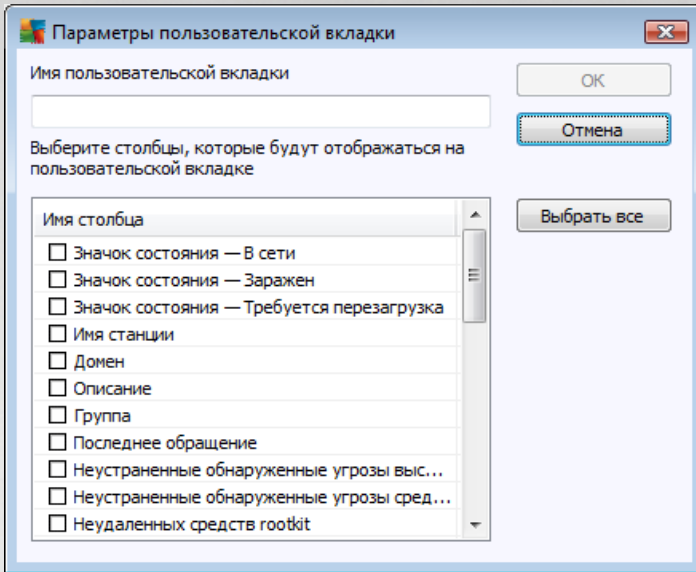 Параметры пользовательской вкладки
Имя пользовательской вкладки
OK
Отмена
Выберите столбцы, которые будут отображаться на
пользовательской вкладке
Выбрать все
Имя столбца
Значок состояния — В сети
Значок состояния — Заражен
Значок состояния — Требуется перезагрузка
Имя станции
Домен
Описание
Группа
Последнее обращение
Неустраненные обнаруженные угрозы выс...
Неустраненные обнаруженные угрозы сред...
Неудаленных средств rootkit